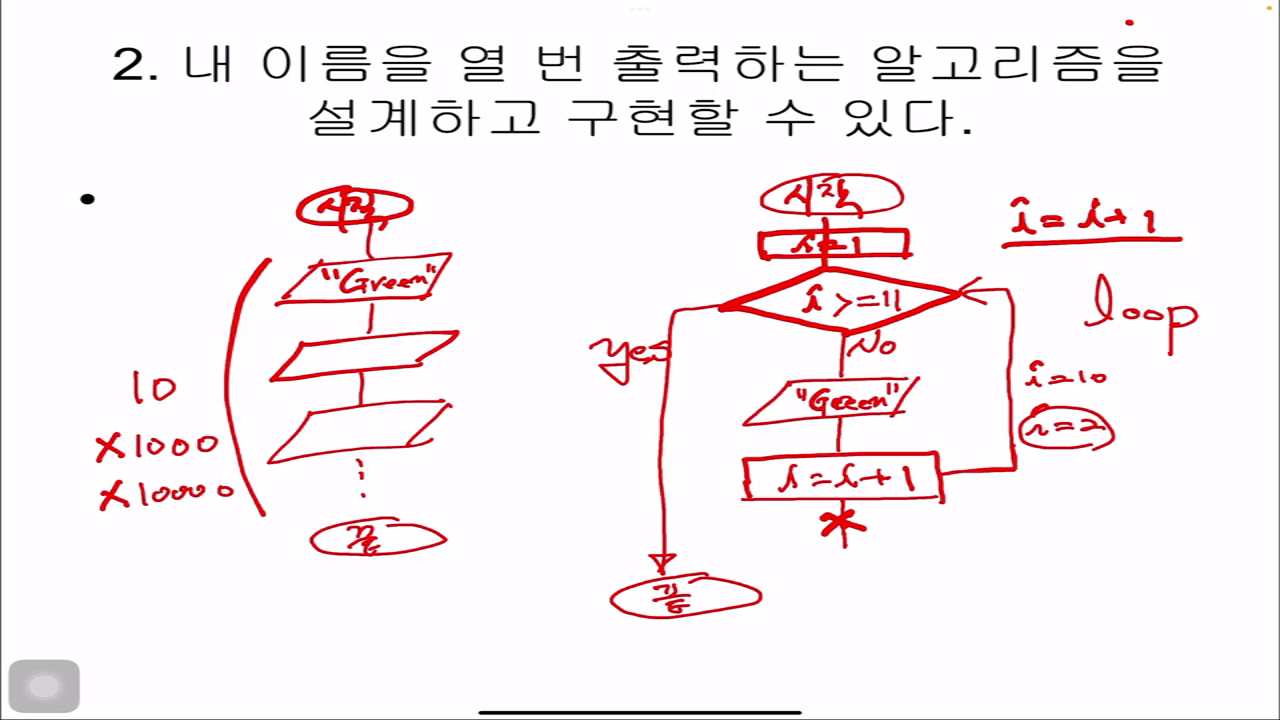 2. 내 이름을 열 번 출력하는 알고리즘을
설계하고 구현할 수 있다.
시작
"Green"
10
×1000
×10000
끝
시작
i=1
i>=11
Yes
No
"Green"
i=i+1
끝
i=i+1
loop
i=10
i=2